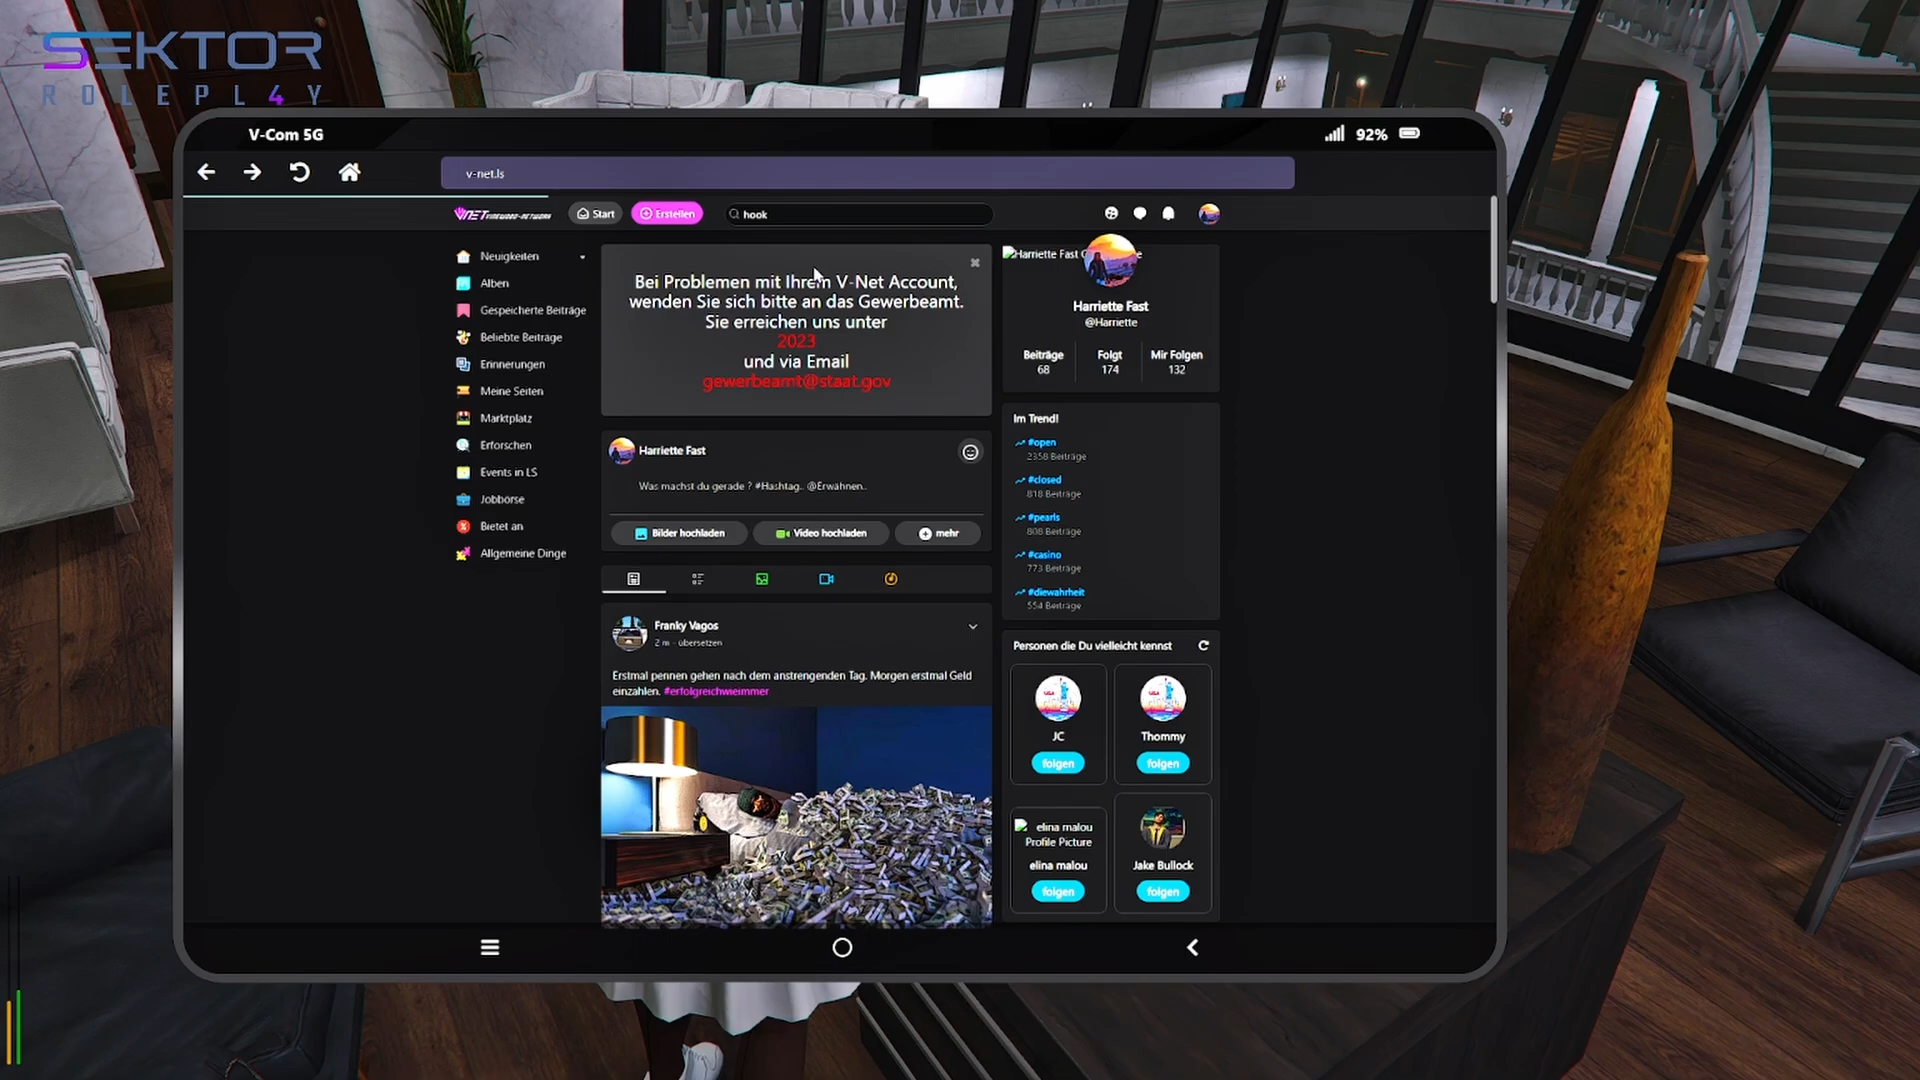 SEKTOR
ROLEPL4Y
V-Com 5G
92%
v-net.ls
VNET VINEWOOD-NETWORK
Start
Erstellen
hook
Neuigkeiten
Alben
Gespeicherte Beiträge
Beliebte Beiträge
Erinnerungen
Meine Seiten
Marktplatz
Erforschen
Events in LS
Jobbörse
Bietet an
Allgemeine Dinge
Bei Problemen mit Ihrem V-Net Account,
wenden Sie sich bitte an das Gewerbeamt.
Sie erreichen uns unter
2023
und via Email
gewerbeamt@staat.gov
Harriette Fast
Was machst du gerade ? #Hashtag.. @Erwähnen..
Bilder hochladen
Video hochladen
mehr
Franky Vagos
2 m - übersetzen
Erstmal pennen gehen nach dem anstrengenden Tag. Morgen erstmal Geld
einzahlen. #erfolgreichweimmer
Harriette Fast
Harriette Fast
@Harriette
Beiträge Folgt Mir Folgen
68 174 132
Im Trend!
#open
2358 Beiträge
#closed
818 Beiträge
#pearls
808 Beiträge
#casino
773 Beiträge
#diewahrheit
554 Beiträge
Personen die Du vielleicht kennst
JC
folgen
Thommy
folgen
elina malou
Profile Picture
elina malou
folgen
Jake Bullock
folgen